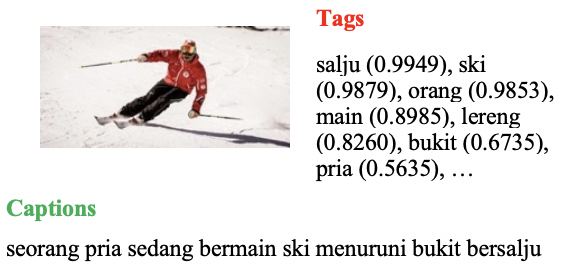 Tags
salju (0.9949), ski
(0.9879), orang (0.9853),
main (0.8985), lereng
(0.8260), bukit (0.6735),
pria (0.5635), …
Captions
seorang pria sedang bermain ski menuruni bukit bersalju